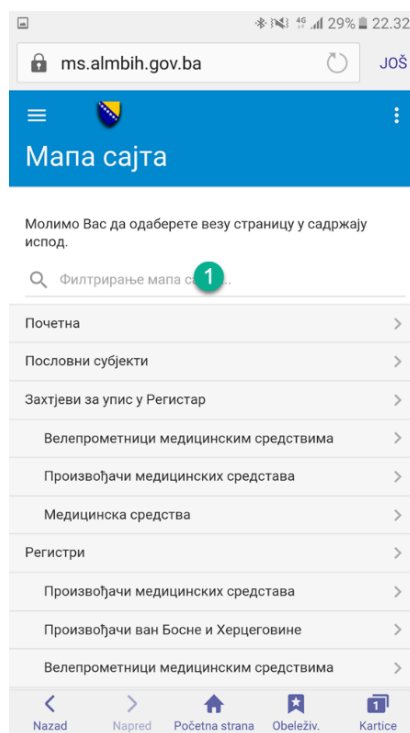 4G 29% 22.32
ms.almbih.gov.ba JOŠ
Мапа сајта
Молимо Вас да одаберете везу страницу у садржају
испод.
Филтрирање мапа 1
Почетна
Пословни субјекти
Захтјеви за упис у Регистар
Велепрометници медицинским средствима
Произвођачи медицинских средстава
Медицинска средства
Регистри
Произвођачи медицинских средстава
Произвођачи ван Босне и Херцеговине
Велепрометници медицинским средствима
1
Nazad Napred Početna strana Obeleživ. Kartice